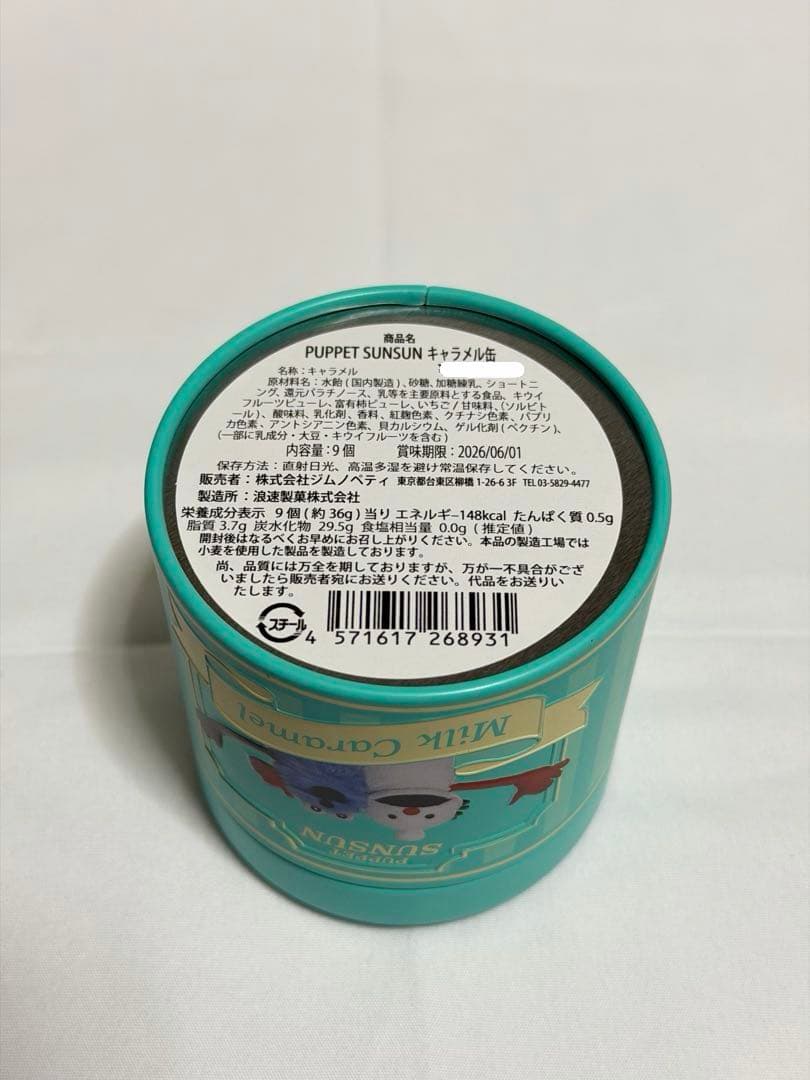 商品名
PUPPET SUNSUN キャラメル缶
名称：キャラメル
原材料名：水飴(国内製造)、砂糖、加糖練乳、ショートニ
ング、還元パラチノース、乳等を主要原料とする食品、キウイ
フルーツピューレ、富有柿ピューレ、いちご/甘味料、(ソルビト
ール)、酸味料、乳化剤、香料、紅麹色素、クチナシ色素、パプリ
カ色素、アントシアニン色素、貝カルシウム、ゲル化剤(ペクチン)、
(一部に乳成分・大豆・キウイフルーツを含む)
内容量：9個 賞味期限：2026/06/01
保存方法：直射日光、高温多湿を避け常温保存してください。
販売者：株式会社ジムノペティ 東京都台東区柳橋1-26-6 3F TEL 03-5829-4477
製造所：浪速製菓株式会社
栄養成分表示 9個(約36g)当り エネルギ－148kcal たんぱく質 0.5g
脂質 3.7g 炭水化物 29.5g 食塩相当量 0.0g (推定値)
開封後はなるべくお早めにお召し上がりください。本品の製造工場では
小麦を使用した製品を製造しております。
尚、品質には万全を期しておりますが、万が一不具合がござ
いましたら販売者宛にお送りください。代品をお送りい
たします。
スチール
4 571617 268931
Milk Caramel
PUPPET
SUNSUN